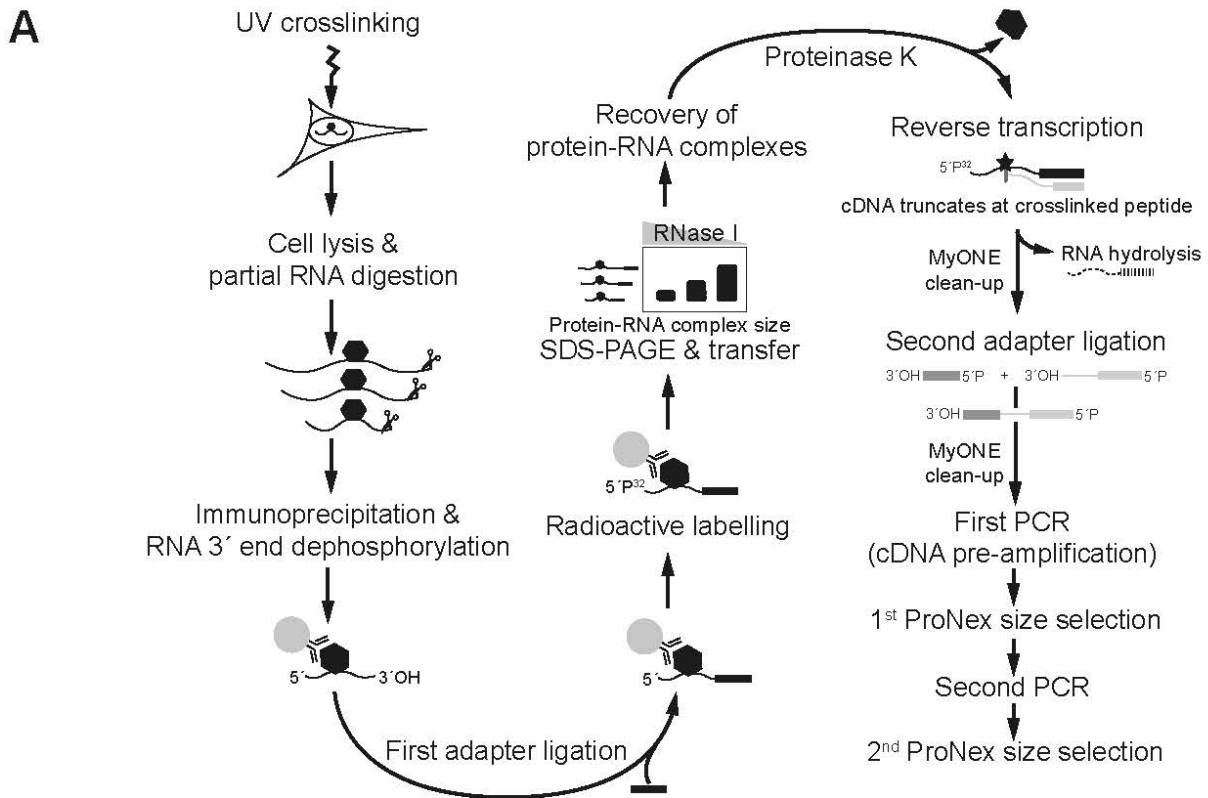 A
UV crosslinking
Cell lysis &
partial RNA digestion
Immunoprecipitation &
RNA 3´ end dephosphorylation
5´
3´OH
First adapter ligation
5´
Radioactive labelling
5´P³²
SDS-PAGE & transfer
Protein-RNA complex size
RNase I
Recovery of
protein-RNA complexes
Proteinase K
Reverse transcription
5´P³²
cDNA truncates at crosslinked peptide
MyONE
clean-up
RNA hydrolysis
Second adapter ligation
3´OH 5´P + 3´OH 5´P
3´OH 5´P
MyONE
clean-up
First PCR
(cDNA pre-amplification)
1st ProNex size selection
Second PCR
2nd ProNex size selection